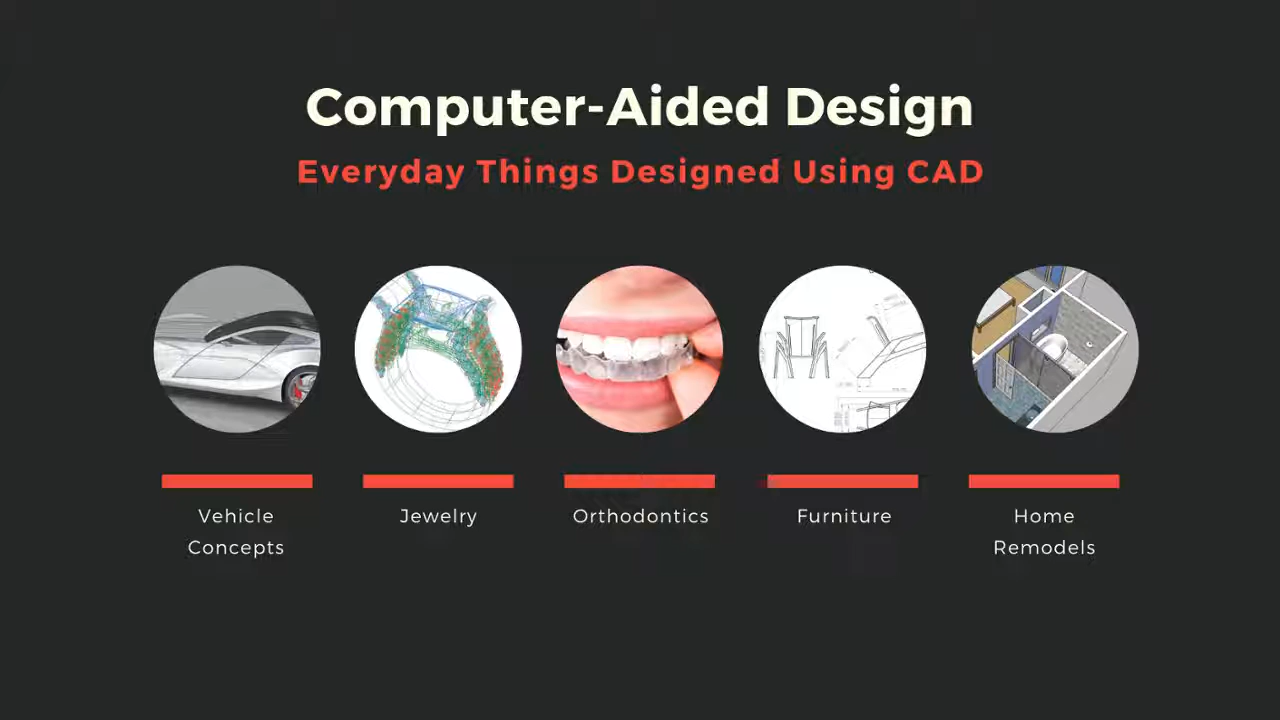 Computer-Aided Design
Everyday Things Designed Using CAD
Vehicle
Concepts
Jewelry
Orthodontics
Furniture
Home
Remodels